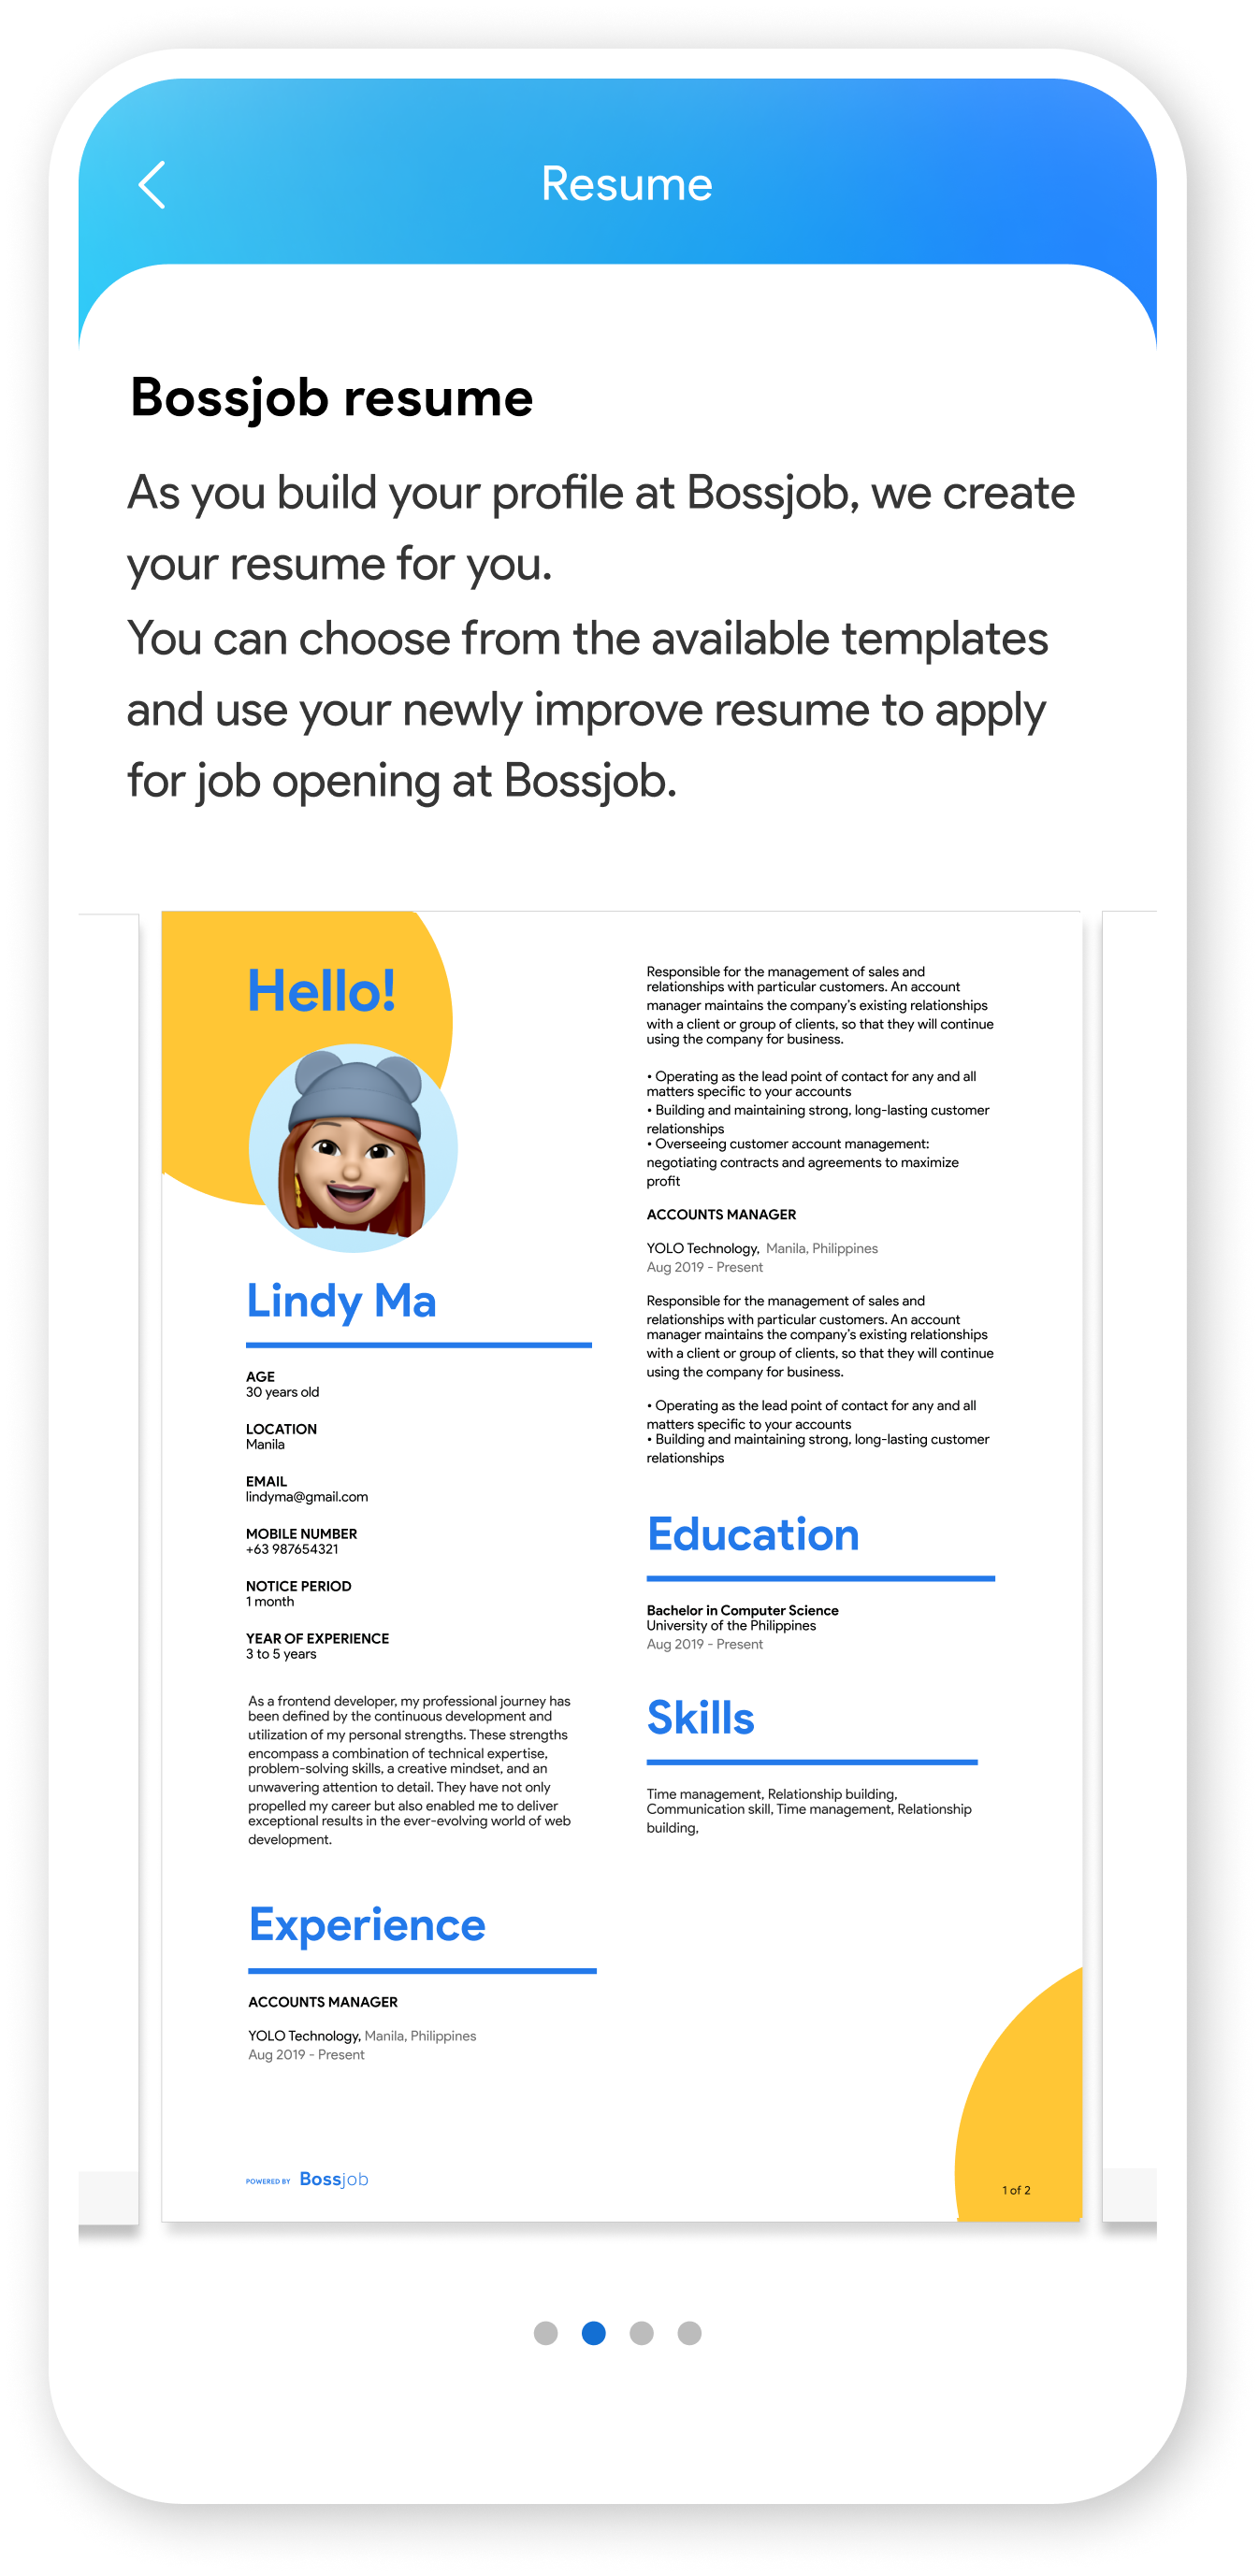 Resume
Bossjob resume
As you build your profile at Bossjob, we create
your resume for you.
You can choose from the available templates
and use your newly improve resume to apply
for job opening at Bossjob.
Hello!
Lindy Ma
AGE
30 years old
LOCATION
Manila
EMAIL
lindyma@gmail.com
MOBILE NUMBER
+63 987654321
NOTICE PERIOD
1 month
YEAR OF EXPERIENCE
3 to 5 years
As a frontend developer, my professional journey has
been defined by the continuous development and
utilization of my personal strengths. These strengths
encompass a combination of technical expertise,
problem-solving skills, a creative mindset, and an
unwavering attention to detail. They have not only
propelled my career but also enabled me to deliver
exceptional results in the ever-evolving world of web
development.
Experience
ACCOUNTS MANAGER
YOLO Technology, Manila, Philippines
Aug 2019 - Present
Responsible for the management of sales and
relationships with particular customers. An account
manager maintains the company's existing relationships
with a client or group of clients, so that they will continue
using the company for business.
• Operating as the lead point of contact for any and all
matters specific to your accounts
• Building and maintaining strong, long-lasting customer
relationships
• Overseeing customer account management:
negotiating contracts and agreements to maximize
profit
ACCOUNTS MANAGER
YOLO Technology, Manila, Philippines
Aug 2019 - Present
Responsible for the management of sales and
relationships with particular customers. An account
manager maintains the company's existing relationships
with a client or group of clients, so that they will continue
using the company for business.
• Operating as the lead point of contact for any and all
matters specific to your accounts
• Building and maintaining strong, long-lasting customer
relationships
Education
Bachelor in Computer Science
University of the Philippines
Aug 2019 - Present
Skills
Time management, Relationship building,
Communication skill, Time management, Relationship
building,
POWERED BY Bossjob
1 of 2